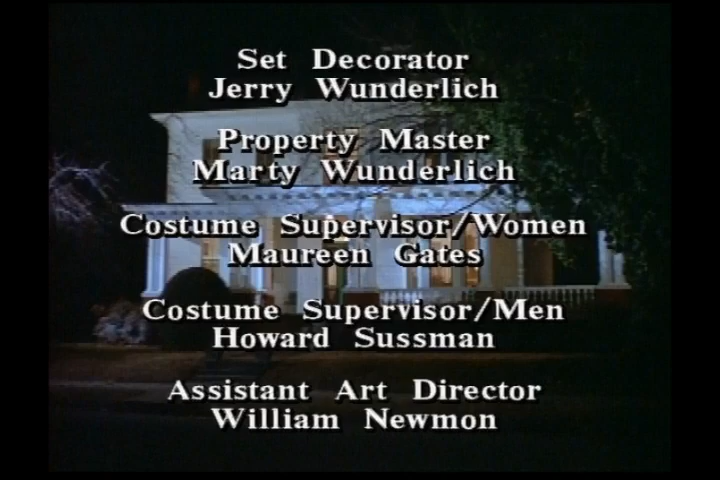 Set Decorator
Jerry Wunderlich
Property Master
Marty Wunderlich
Costume Supervisor/Women
Maureen Gates
Costume Supervisor/Men
Howard Sussman
Assistant Art Director
William Newmon